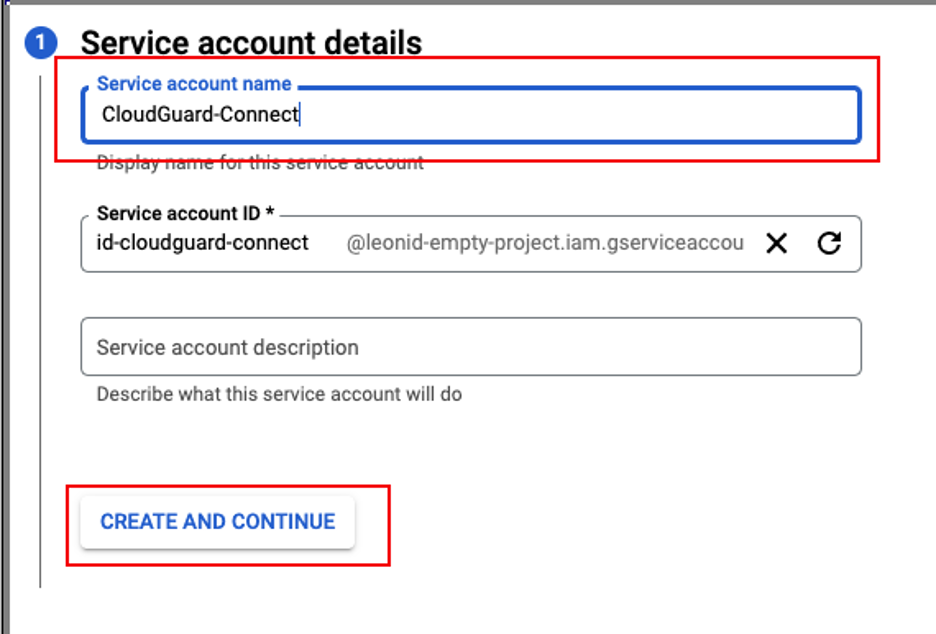 1 Service account details
Service account name
CloudGuard-Connect
Display name for this service account
Service account ID *
id-cloudguard-connect @leonid-empty-project.iam.gserviceaccou
Service account description
Describe what this service account will do
CREATE AND CONTINUE